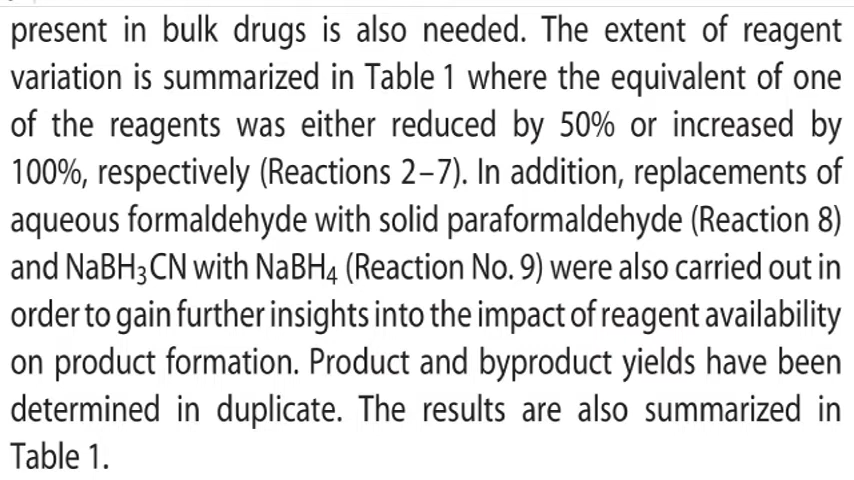 present in bulk drugs is also needed. The extent of reagent
variation is summarized in Table 1 where the equivalent of one
of the reagents was either reduced by 50% or increased by
100%, respectively (Reactions 2–7). In addition, replacements of
aqueous formaldehyde with solid paraformaldehyde (Reaction 8)
and NaBH₃CN with NaBH₄ (Reaction No. 9) were also carried out in
order to gain further insights into the impact of reagent availability
on product formation. Product and byproduct yields have been
determined in duplicate. The results are also summarized in
Table 1.